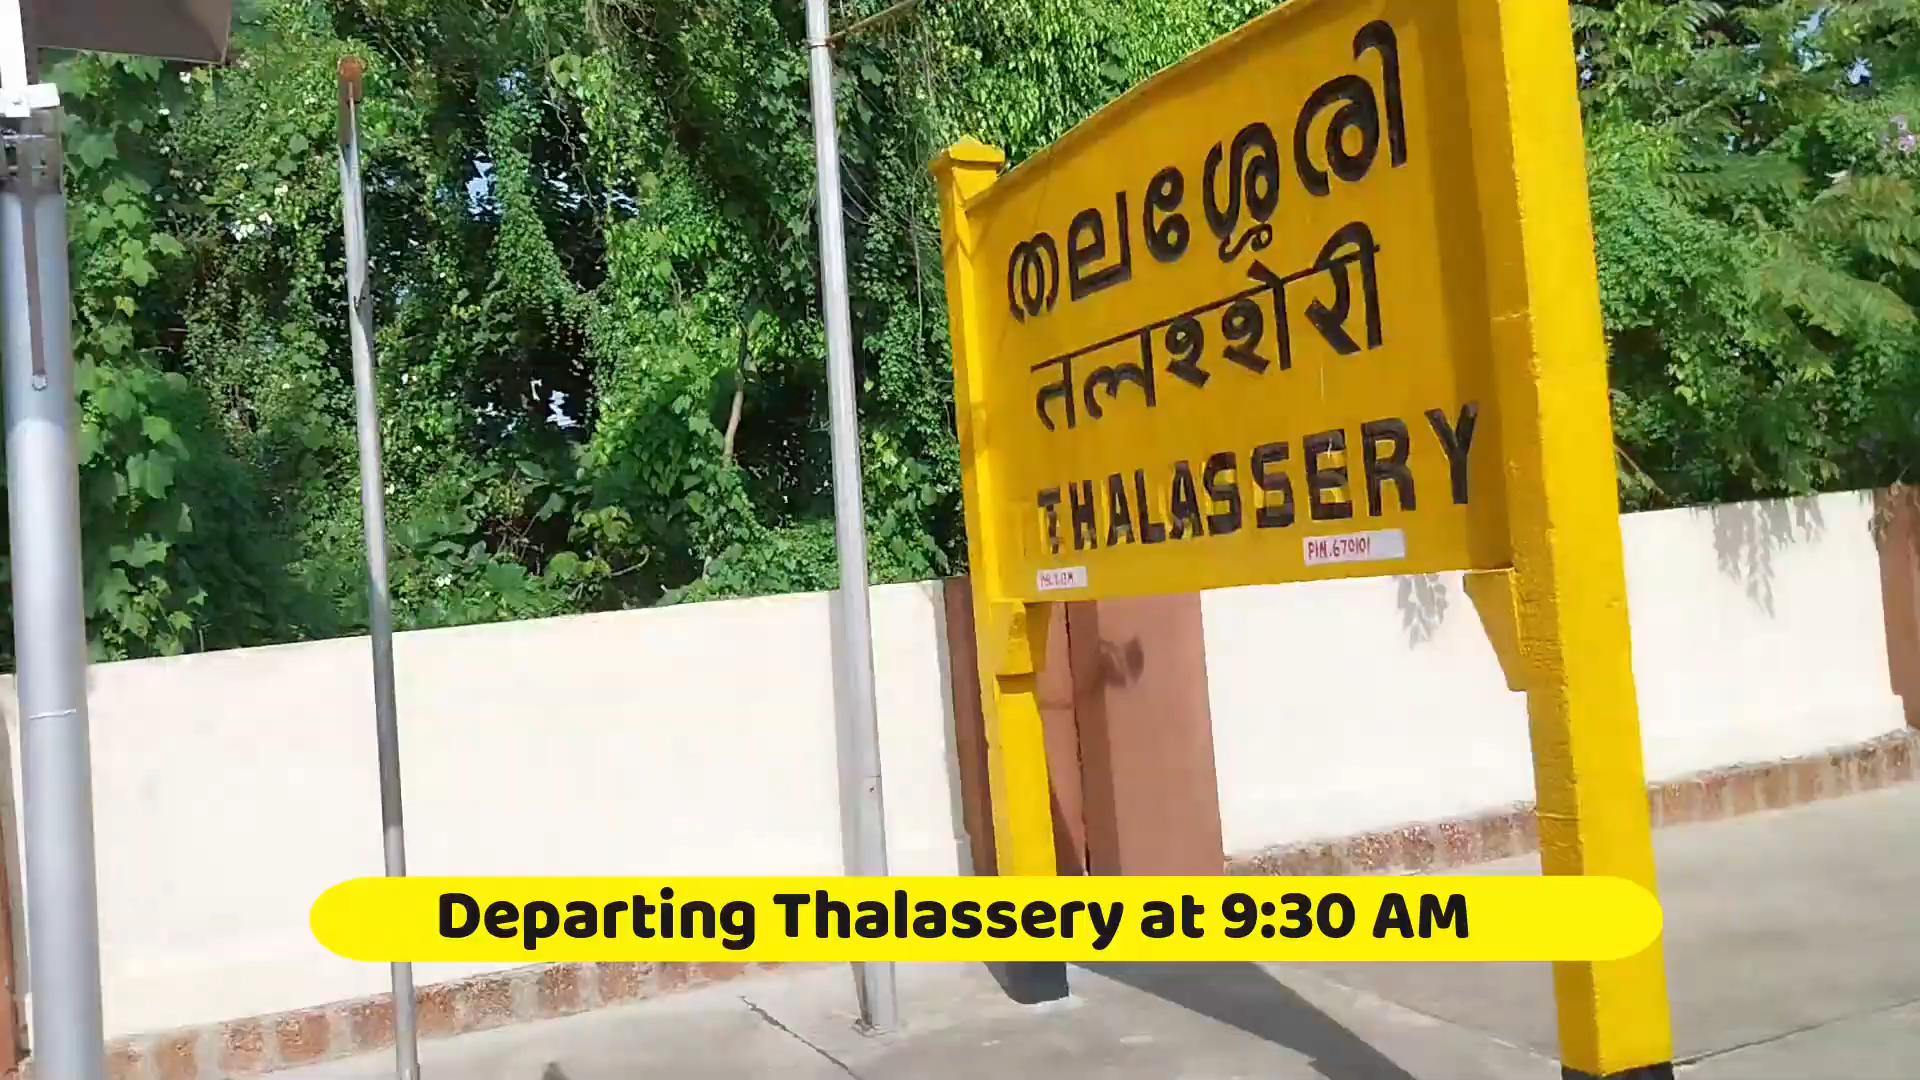 തലശ്ശേരി
तलश्शेरी
THALASSERY
PIN.670101
Departing Thalassery at 9:30 AM